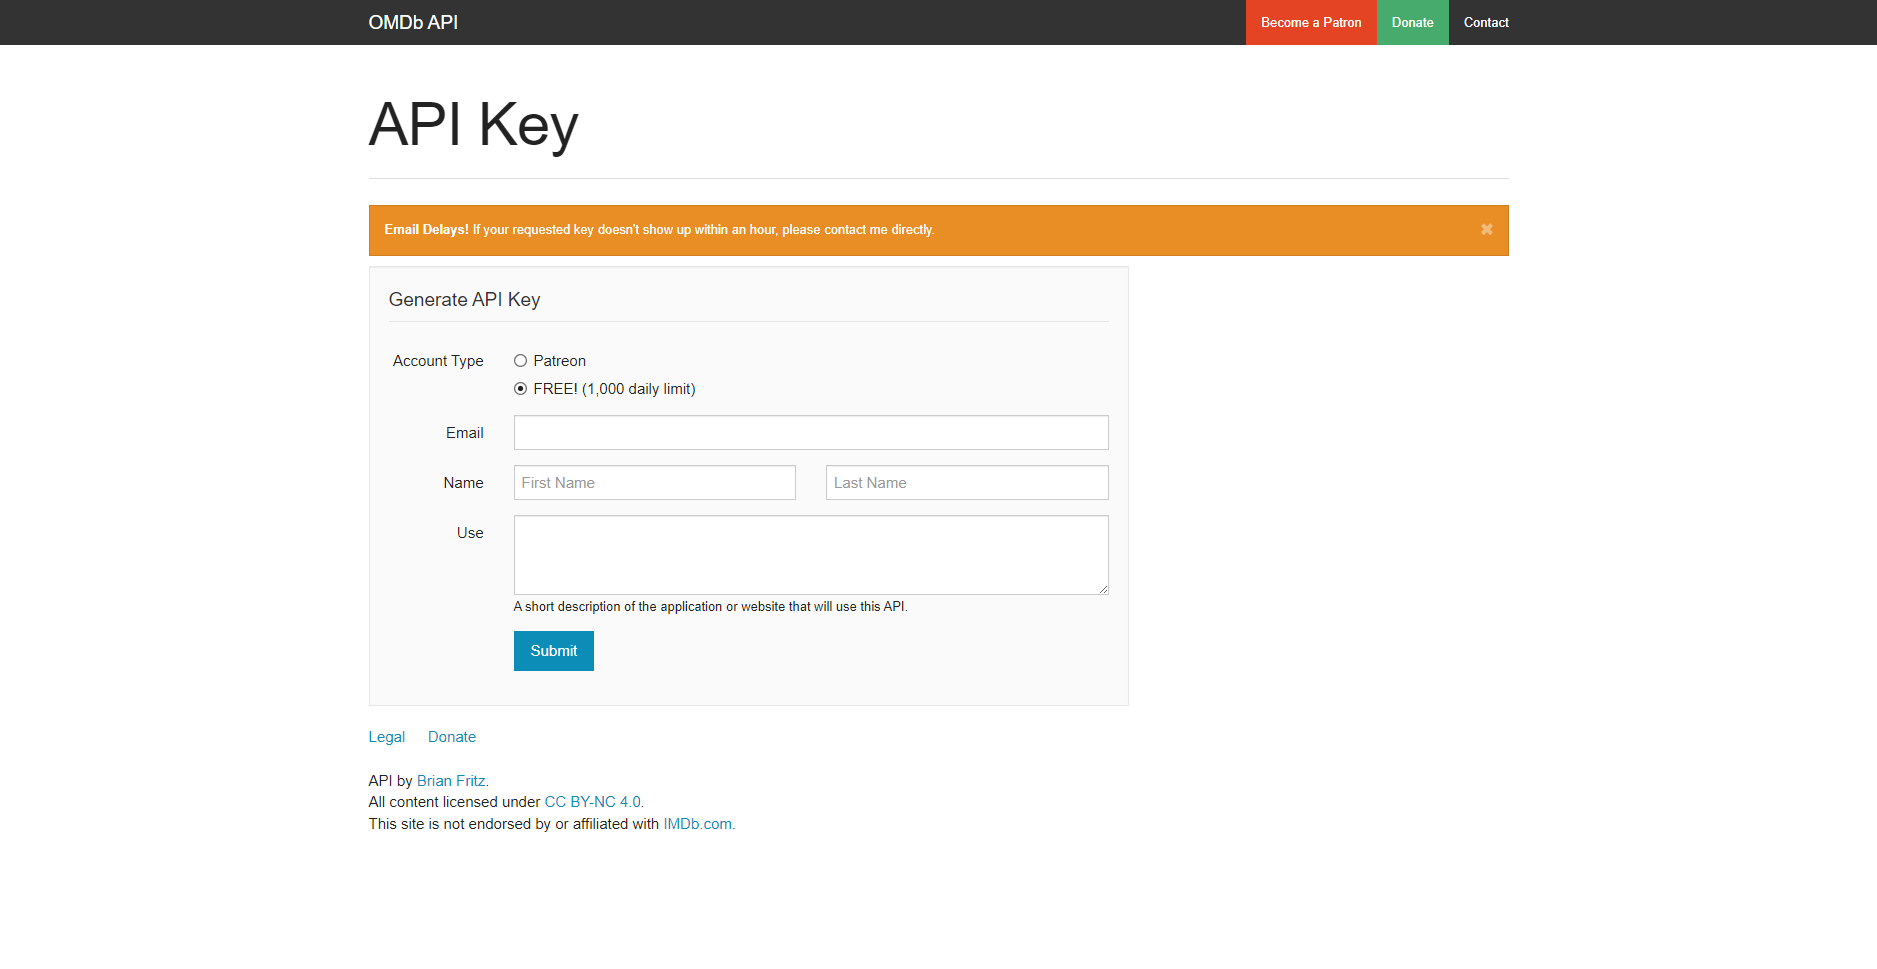 OMDb API
Become a Patron
Donate
Contact
API Key
Email Delays! If your requested key doesn't show up within an hour, please contact me directly.
Generate API Key
Account Type
Patreon
FREE! (1,000 daily limit)
Email
Name
First Name
Last Name
Use
A short description of the application or website that will use this API.
Submit
Legal
Donate
API by Brian Fritz.
All content licensed under CC BY-NC 4.0.
This site is not endorsed by or affiliated with IMDb.com.